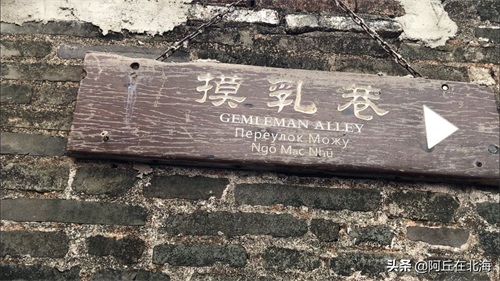 摸乳巷
GEMLEMAN ALLEY
Переулок Можу
Ngõ Mạc Nhũ
头条 @阿丘在北海